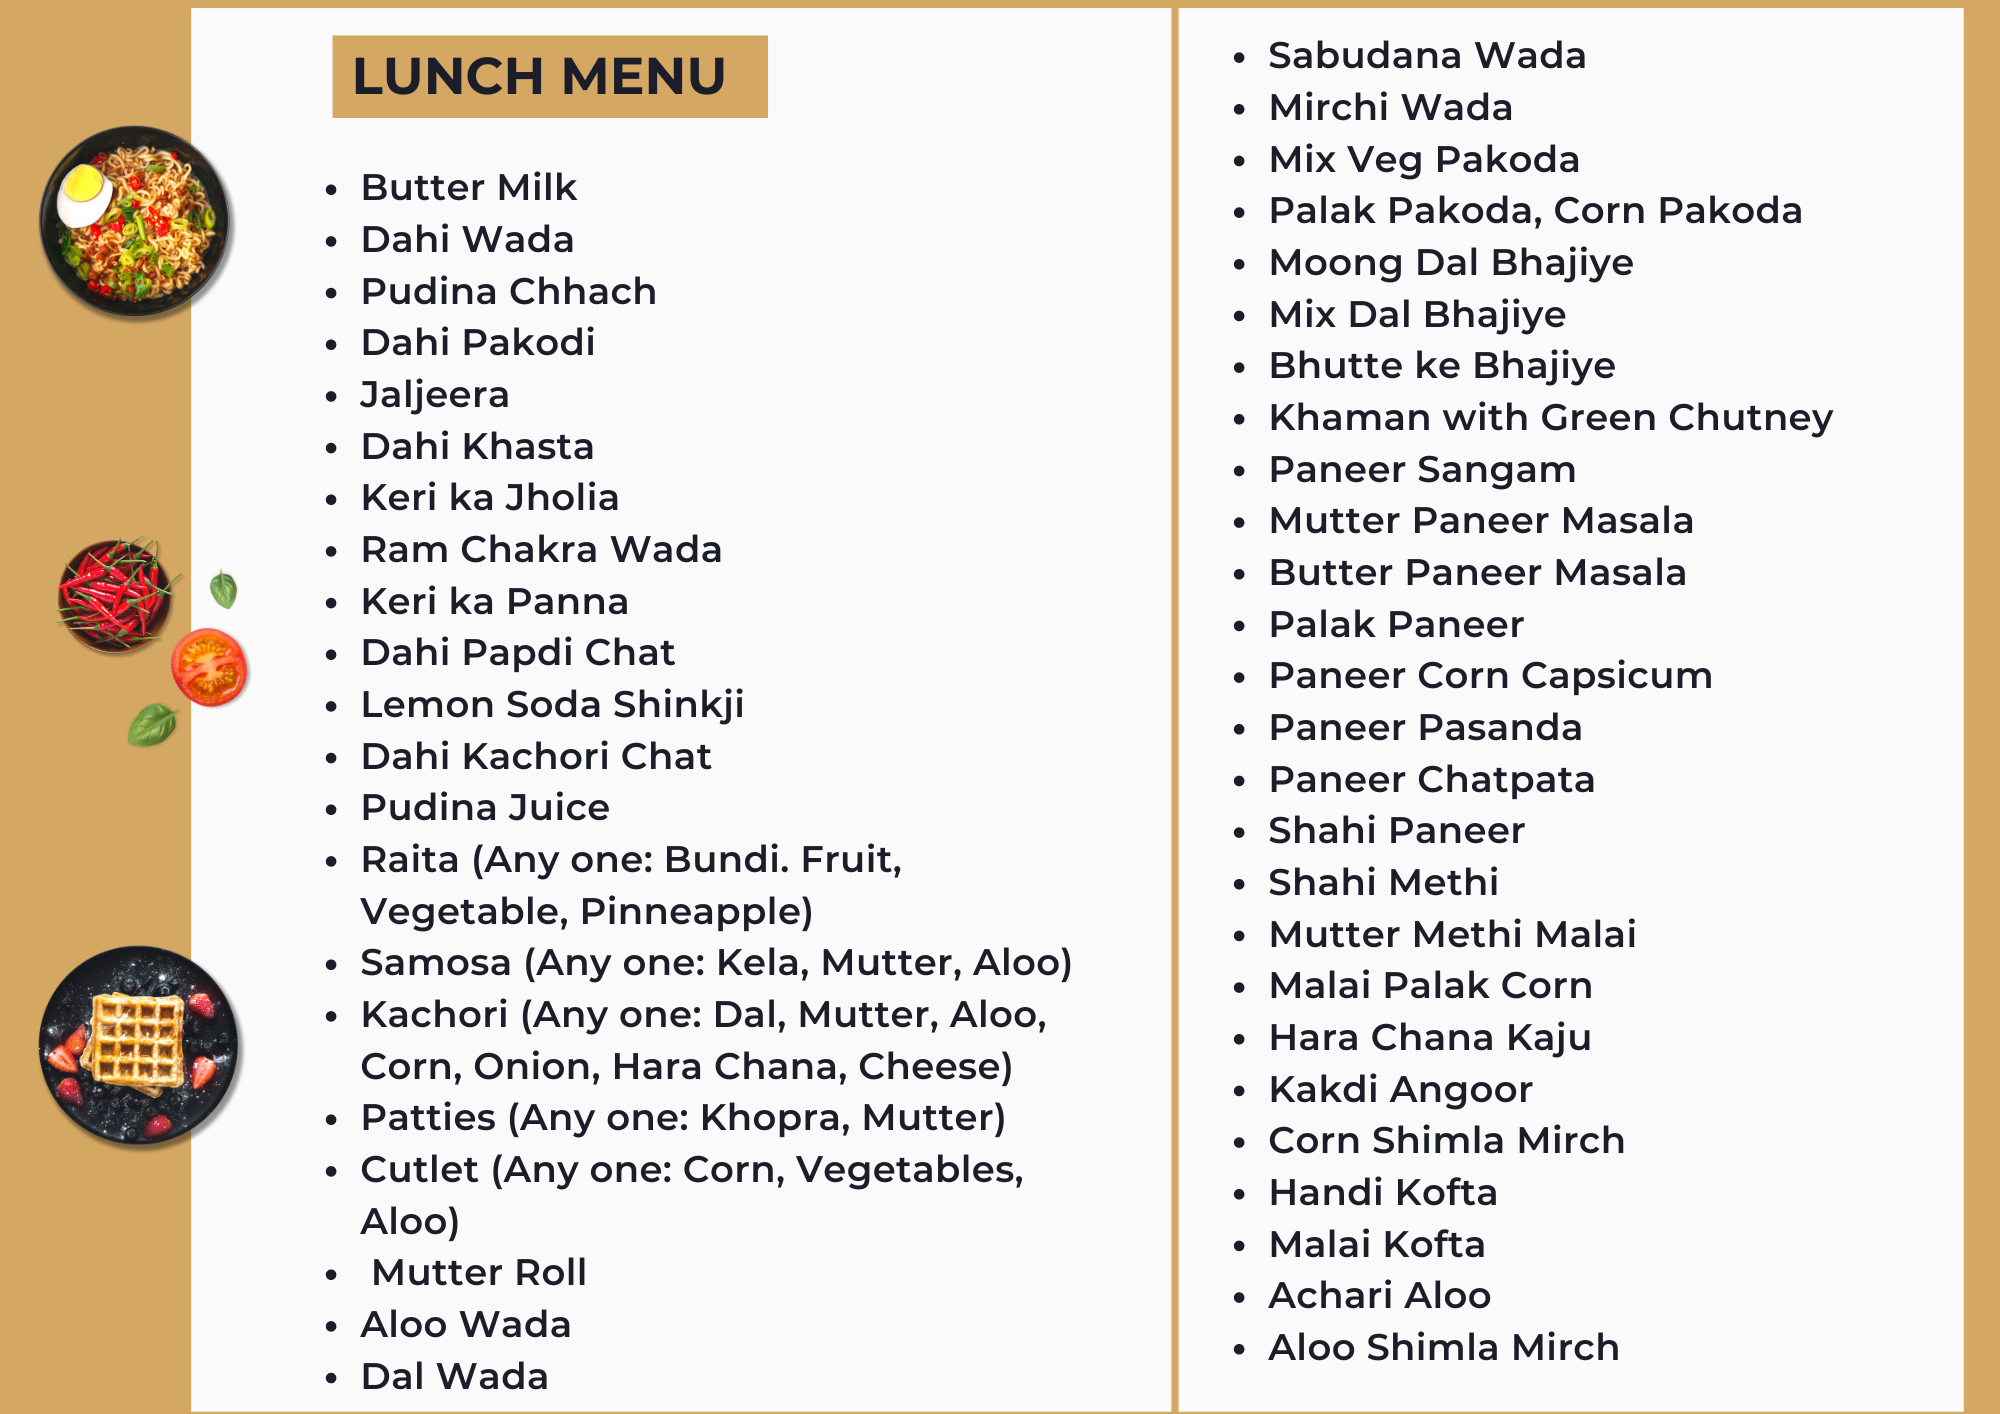 LUNCH MENU
• Butter Milk
• Dahi Wada
• Pudina Chhach
• Dahi Pakodi
• Jaljeera
• Dahi Khasta
• Keri ka Jholia
• Ram Chakra Wada
• Keri ka Panna
• Dahi Papdi Chat
• Lemon Soda Shinkji
• Dahi Kachori Chat
• Pudina Juice
• Raita (Any one: Bundi. Fruit,
Vegetable, Pinneapple)
• Samosa (Any one: Kela, Mutter, Aloo)
• Kachori (Any one: Dal, Mutter, Aloo,
Corn, Onion, Hara Chana, Cheese)
• Patties (Any one: Khopra, Mutter)
• Cutlet (Any one: Corn, Vegetables,
Aloo)
• Mutter Roll
• Aloo Wada
• Dal Wada
• Sabudana Wada
• Mirchi Wada
• Mix Veg Pakoda
• Palak Pakoda, Corn Pakoda
• Moong Dal Bhajiye
• Mix Dal Bhajiye
• Bhutte ke Bhajiye
• Khaman with Green Chutney
• Paneer Sangam
• Mutter Paneer Masala
• Butter Paneer Masala
• Palak Paneer
• Paneer Corn Capsicum
• Paneer Pasanda
• Paneer Chatpata
• Shahi Paneer
• Shahi Methi
• Mutter Methi Malai
• Malai Palak Corn
• Hara Chana Kaju
• Kakdi Angoor
• Corn Shimla Mirch
• Handi Kofta
• Malai Kofta
• Achari Aloo
• Aloo Shimla Mirch